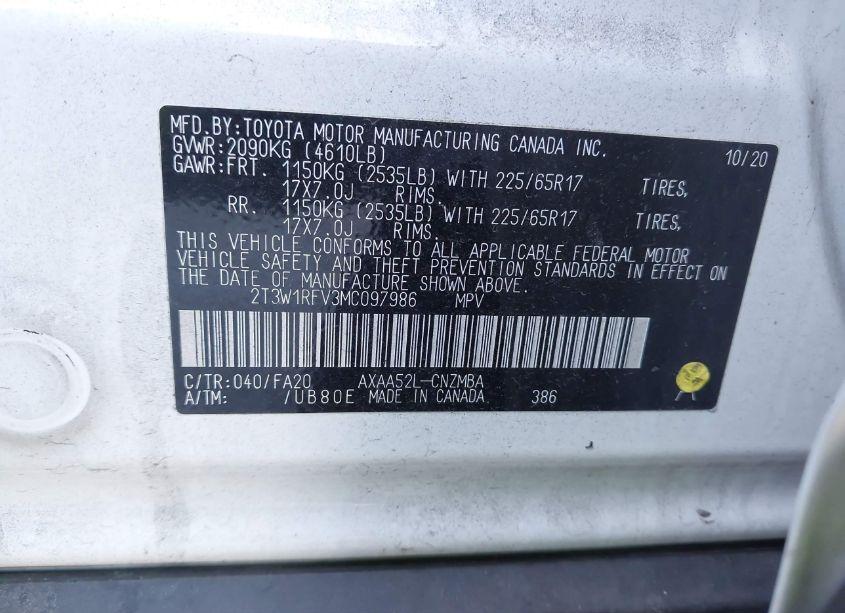 MFD.BY:TOYOTA MOTOR MANUFACTURING CANADA INC.
GVWR:2090KG (4610LB) 10/20
GAWR:FRT. 1150KG (2535LB) WITH 225/65R17 TIRES,
17X7.0J RIMS.
RR. 1150KG (2535LB) WITH 225/65R17 TIRES,
17X7.0J RIMS.
THIS VEHICLE CONFORMS TO ALL APPLICABLE FEDERAL MOTOR
VEHICLE SAFETY AND THEFT PREVENTION STANDARDS IN EFFECT ON
THE DATE OF MANUFACTURE SHOWN ABOVE.
2T3W1RFV3MC097986 MPV
C/TR:040/FA20 AXAA52L-CNZMBA
A/TM: /UB80E MADE IN CANADA 386